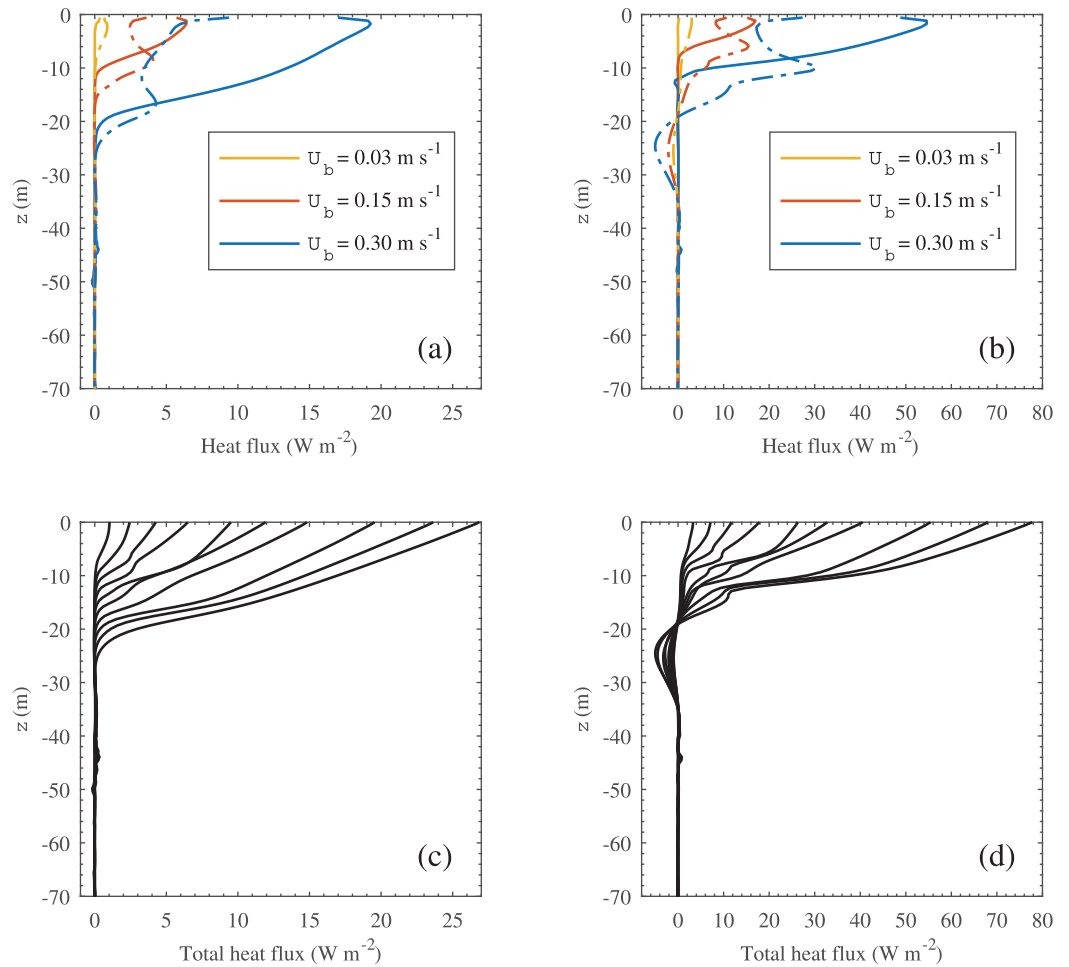 0
-10
-20
-30
-40
-50
-60
-70
z (m)
0 5 10 15 20 25
Heat flux (W m-2)
U_b = 0.03 m s-1
U_b = 0.15 m s-1
U_b = 0.30 m s-1
(a)
0
-10
-20
-30
-40
-50
-60
-70
z (m)
0 10 20 30 40 50 60 70 80
Heat flux (W m-2)
U_b = 0.03 m s-1
U_b = 0.15 m s-1
U_b = 0.30 m s-1
(b)
0
-10
-20
-30
-40
-50
-60
-70
z (m)
0 5 10 15 20 25
Total heat flux (W m-2)
(c)
0
-10
-20
-30
-40
-50
-60
-70
z (m)
0 10 20 30 40 50 60 70 80
Total heat flux (W m-2)
(d)